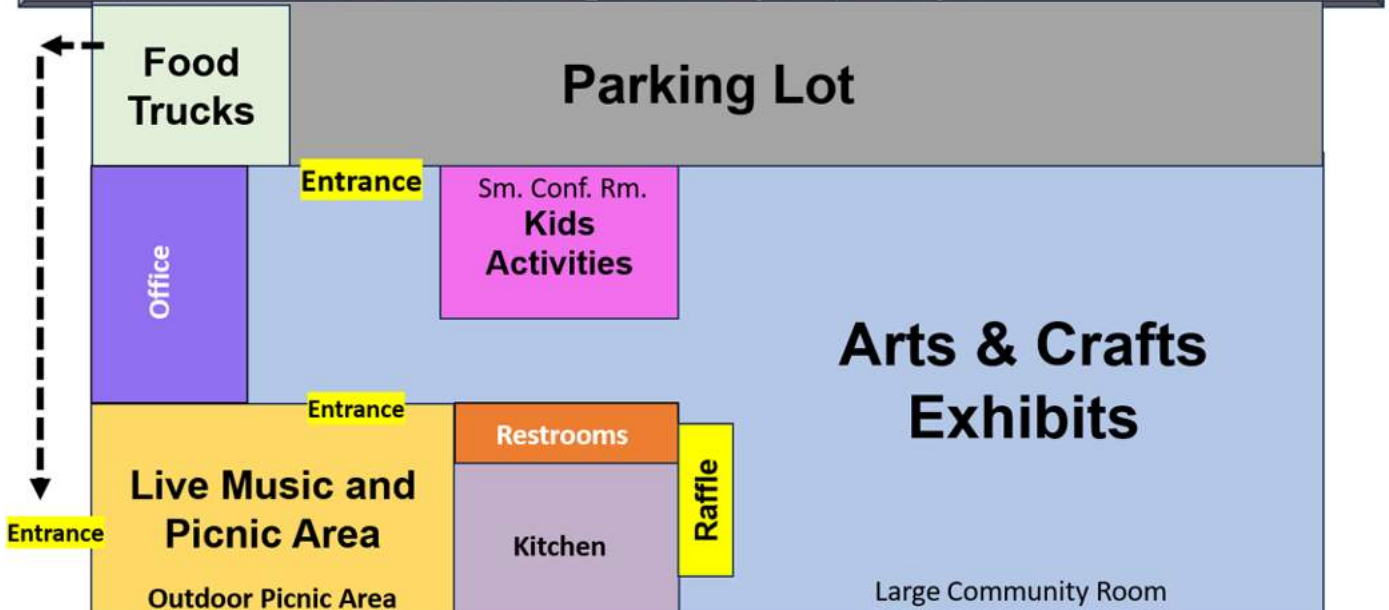 Food
Trucks
Parking Lot
Entrance
Sm. Conf. Rm.
Kids
Activities
Office
Arts & Crafts
Exhibits
Entrance
Restrooms
Raffle
Live Music and
Picnic Area
Kitchen
Entrance
Outdoor Picnic Area
Large Community Room